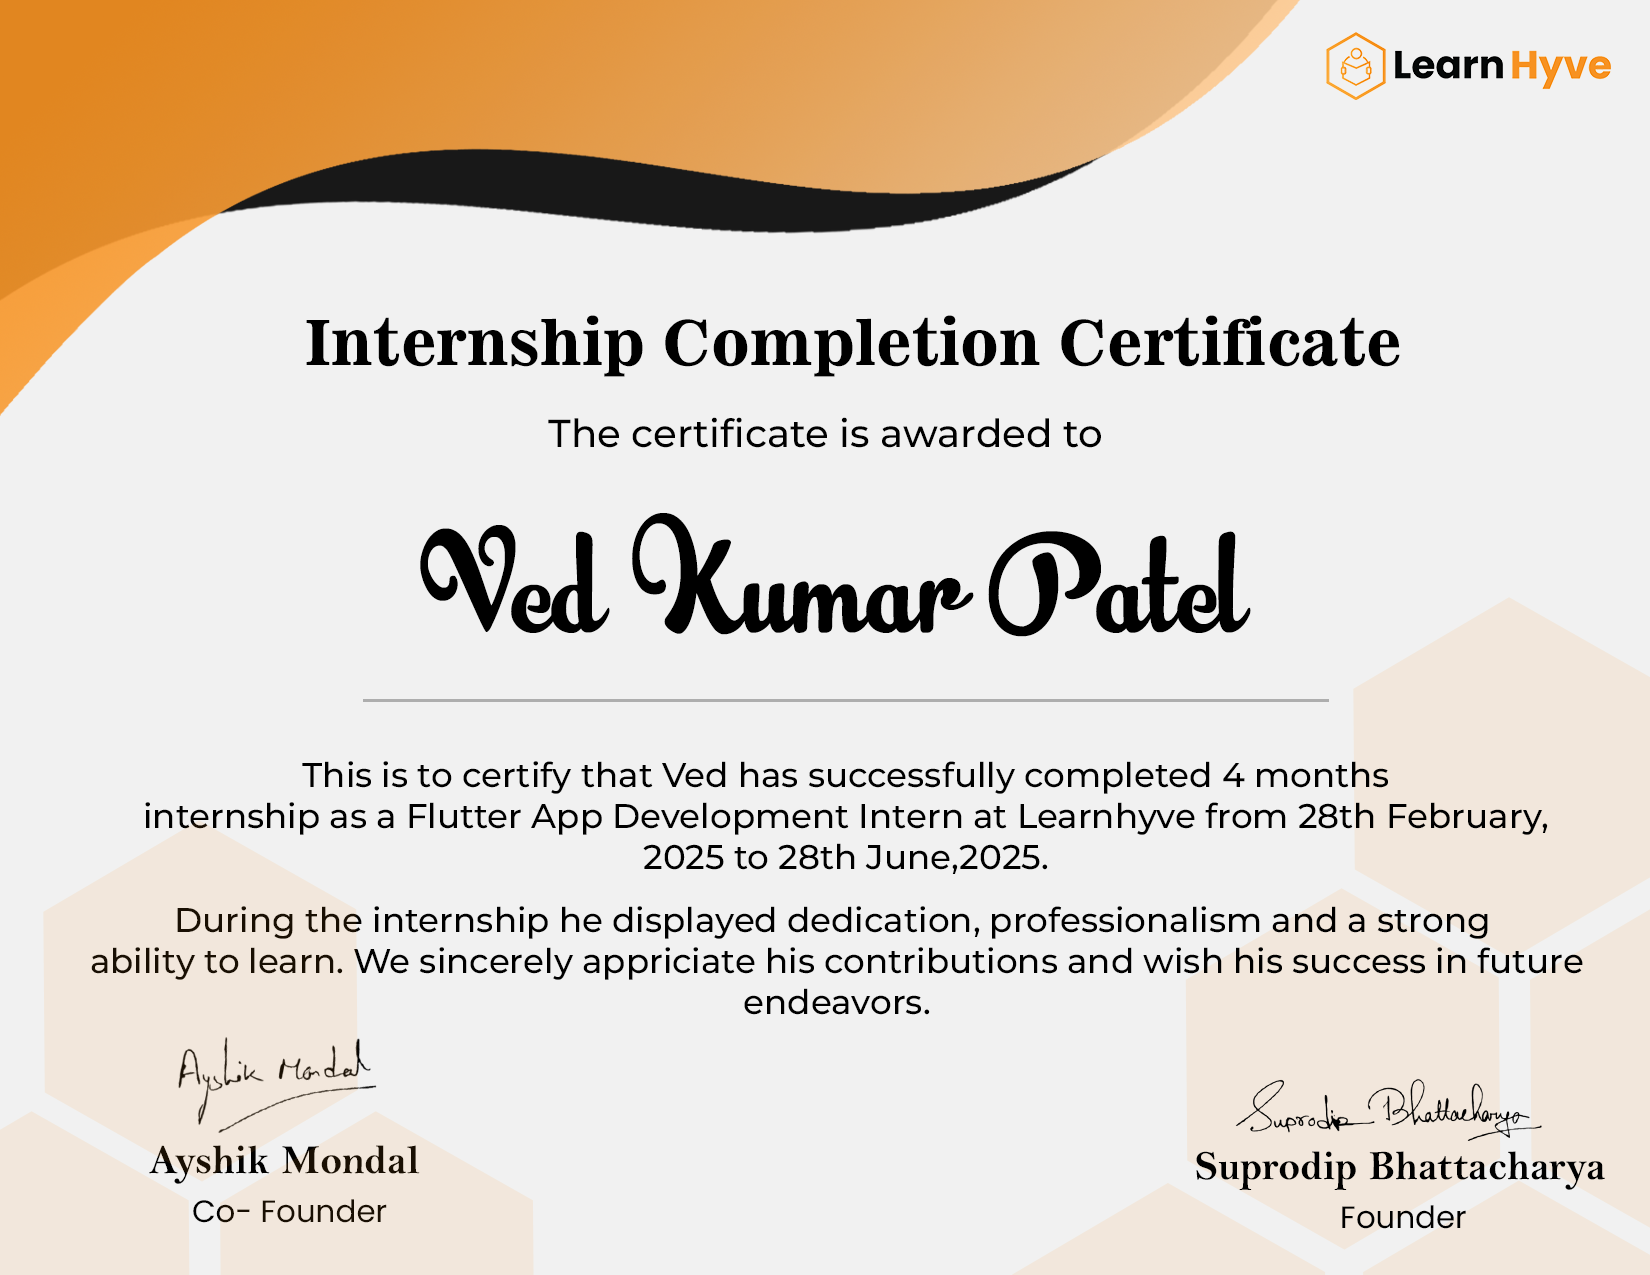 Learn Hyve
Internship Completion Certificate
The certificate is awarded to
Ved Kumar Patel
This is to certify that Ved has successfully completed 4 months
internship as a Flutter App Development Intern at Learnhyve from 28th February,
2025 to 28th June,2025.
During the internship he displayed dedication, professionalism and a strong
ability to learn. We sincerely appriciate his contributions and wish his success in future
endeavors.
Ayshik Mondal
Ayshik Mondal
Co- Founder
Suprodip Bhattacharya
Suprodip Bhattacharya
Founder